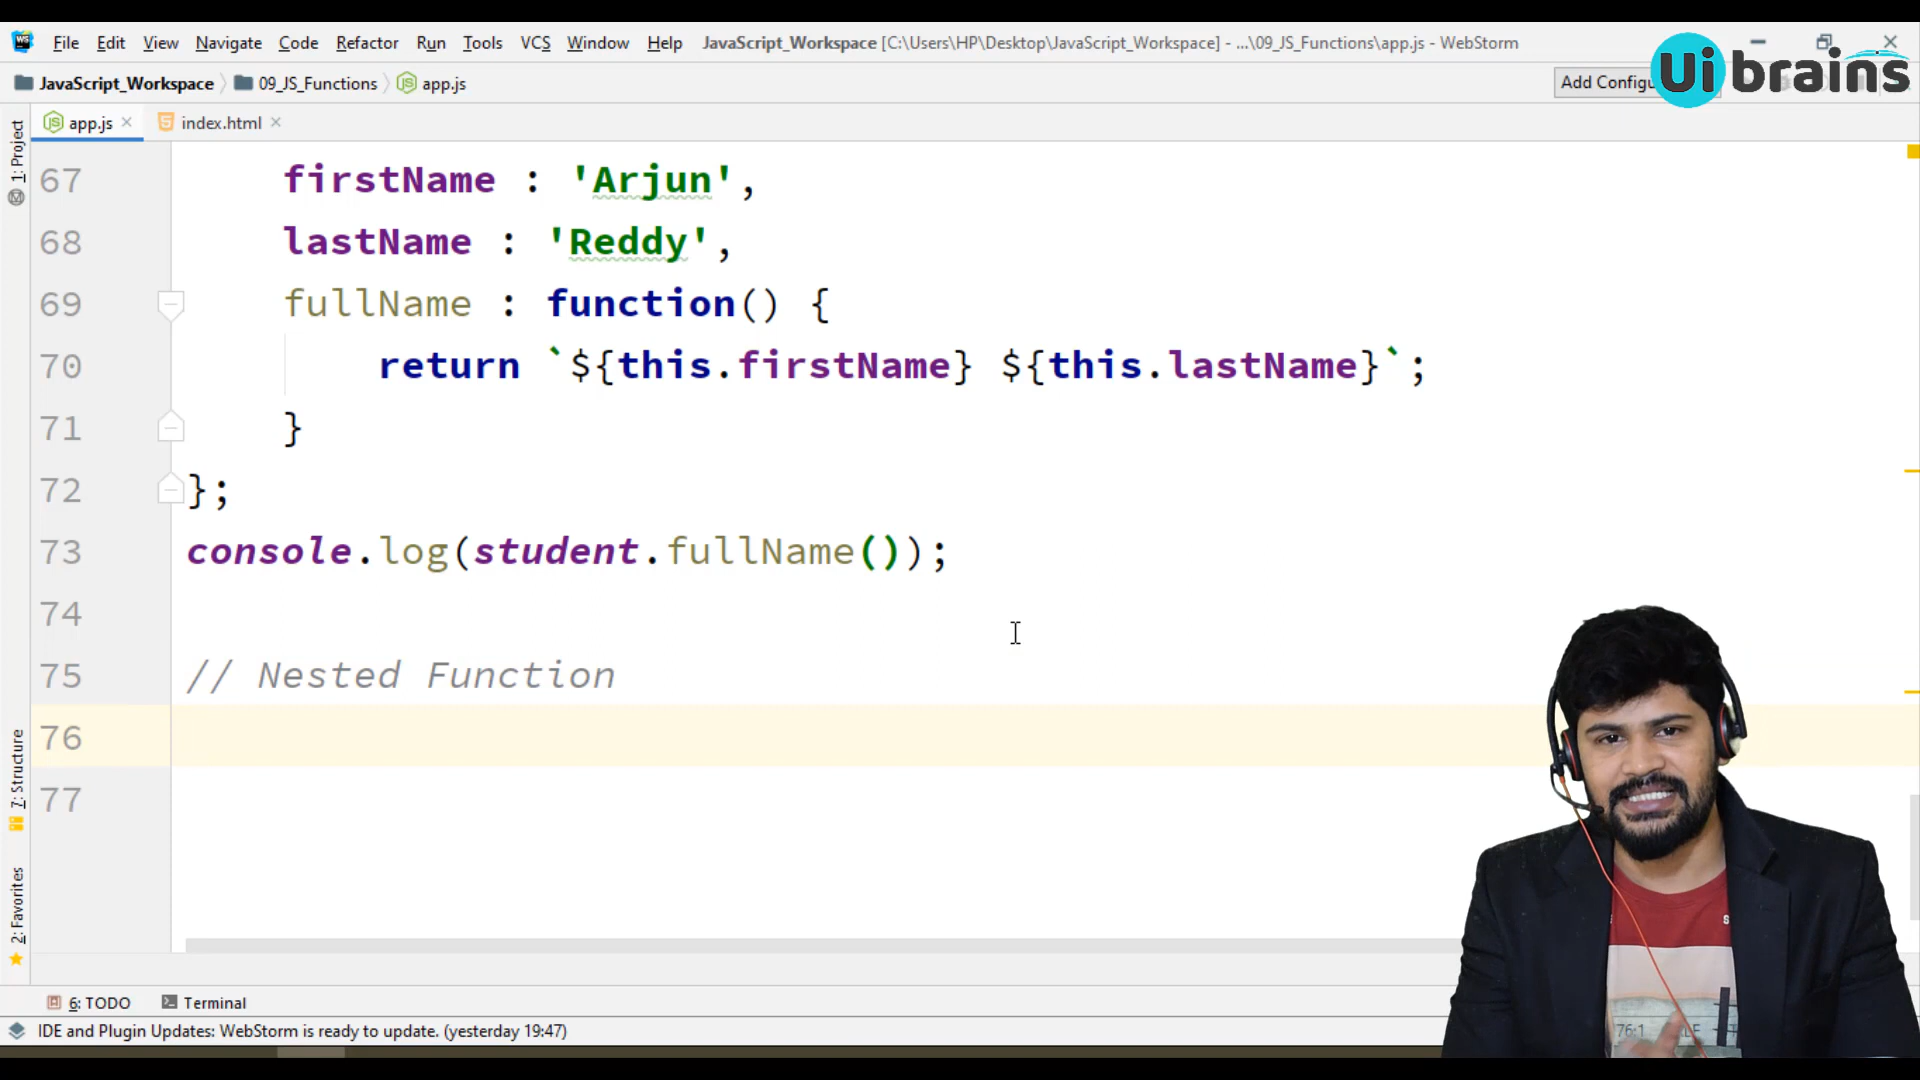 File Edit View Navigate Code Refactor Run Tools VCS Window Help JavaScript_Workspace [C:\Users\HP\Desktop\JavaScript_Workspace] - ...\09_JS_Functions\app.js - WebStorm
JavaScript_Workspace 09_JS_Functions app.js Add Configu
Ui brains
app.js index.html
1: Project
7: Structure
2: Favorites
67 firstName : 'Arjun',
68 lastName : 'Reddy',
69 fullName : function() {
70 return `${this.firstName} ${this.lastName}`;
71 }
72 };
73 console.log(student.fullName());
74
75 // Nested Function
76
77
6: TODO Terminal
IDE and Plugin Updates: WebStorm is ready to update. (yesterday 19:47)
76:1